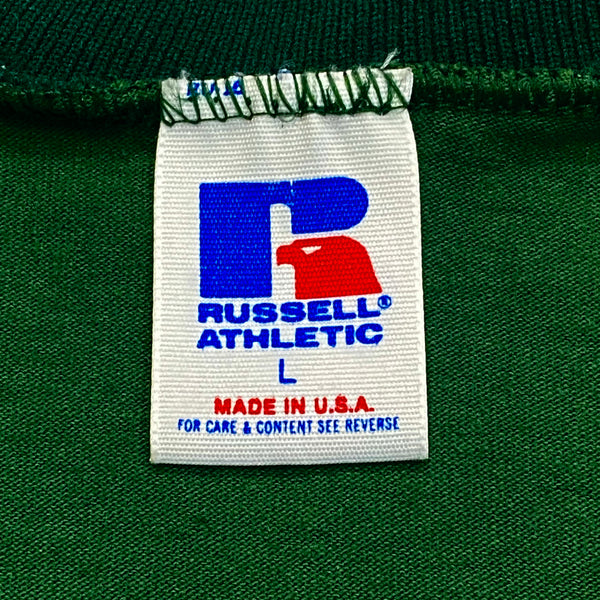 RUSSELL®
ATHLETIC
L
MADE IN U.S.A.
FOR CARE & CONTENT SEE REVERSE